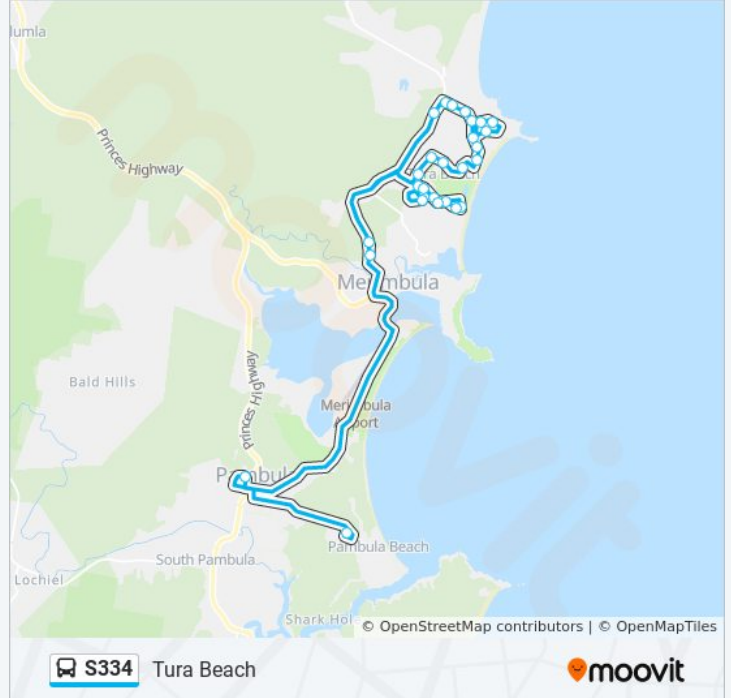 umla
Princes Highway
Tura Beach
Merimbula
Princes Highway
Bald Hills
Merimbula
Airport
Pambula
Pambula Beach
South Pambula
Lochiel
Shark Hol
© OpenStreetMap contributors | © OpenMapTiles
S334 Tura Beach
moovit